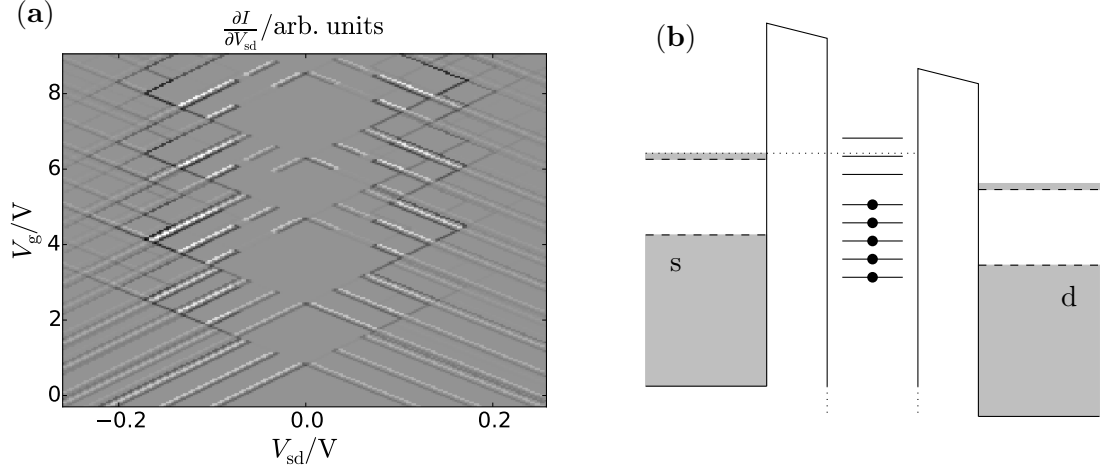 (a)
∂I/∂V_sd/arb. units
8
6
4
2
0
V_g/V
−0.2
0.0
0.2
V_sd/V
(b)
s
d